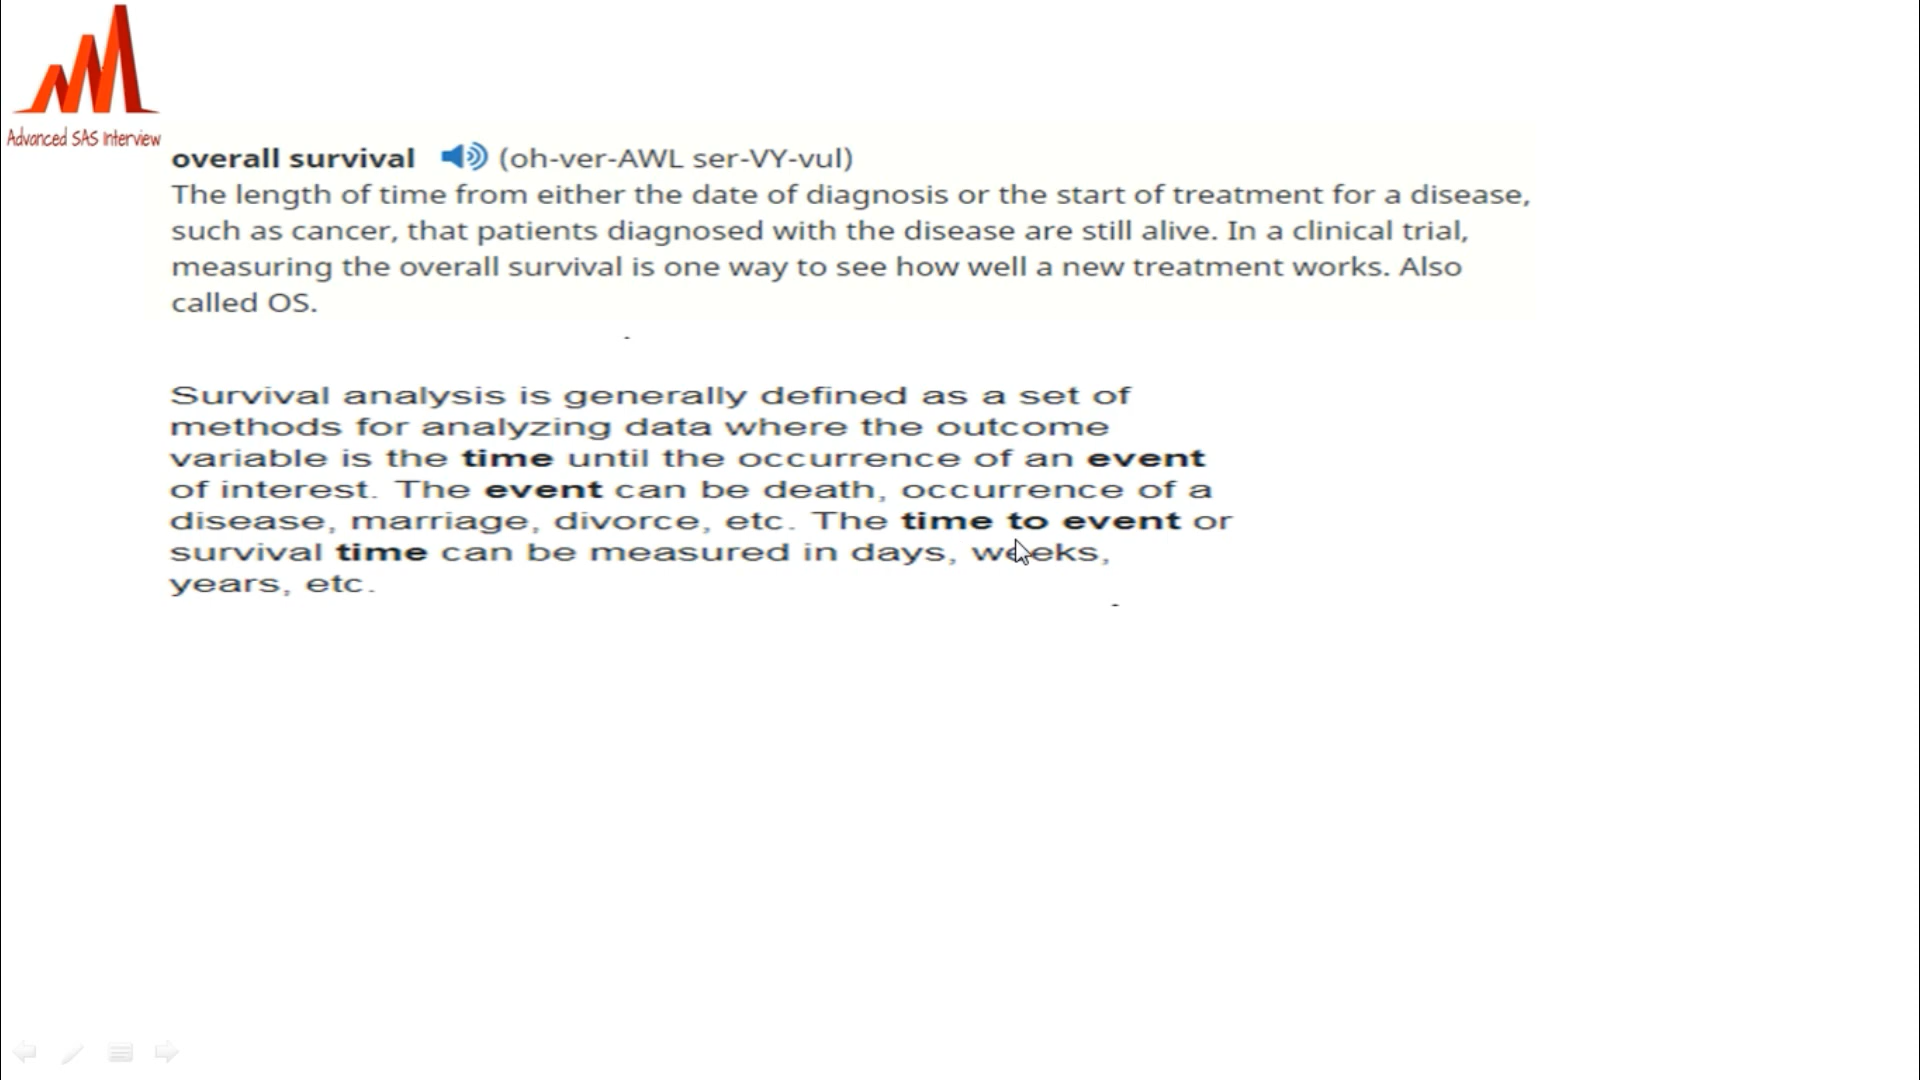 Advanced SAS Interview
overall survival (oh-ver-AWL ser-VY-vul)
The length of time from either the date of diagnosis or the start of treatment for a disease,
such as cancer, that patients diagnosed with the disease are still alive. In a clinical trial,
measuring the overall survival is one way to see how well a new treatment works. Also
called OS.
Survival analysis is generally defined as a set of
methods for analyzing data where the outcome
variable is the time until the occurrence of an event
of interest. The event can be death, occurrence of a
disease, marriage, divorce, etc. The time to event or
survival time can be measured in days, weeks,
years, etc.